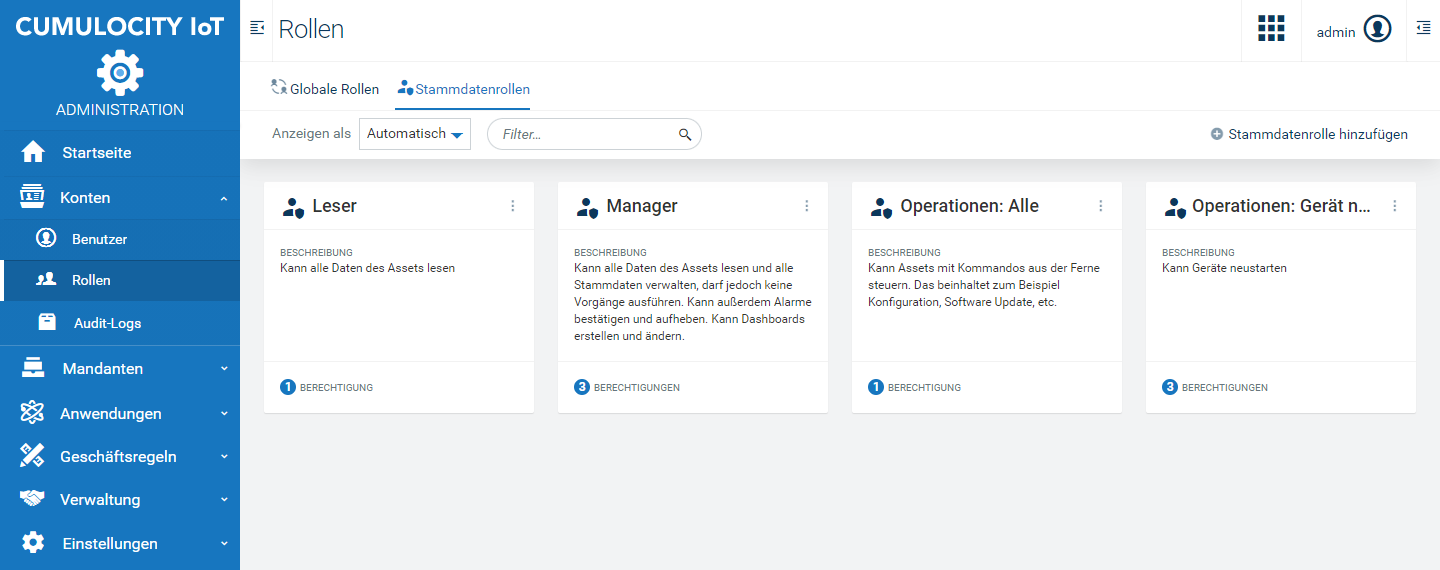 CUMULOCITY IoT
ADMINISTRATION
Startseite
Konten
Benutzer
Rollen
Audit-Logs
Mandanten
Anwendungen
Geschäftsregeln
Verwaltung
Einstellungen
Rollen
admin
Globale Rollen
Stammdatenrollen
Anzeigen als
Automatisch
Filter...
Stammdatenrolle hinzufügen
Leser
BESCHREIBUNG
Kann alle Daten des Assets lesen
1 BERECHTIGUNG
Manager
BESCHREIBUNG
Kann alle Daten des Assets lesen und alle
Stammdaten verwalten, darf jedoch keine
Vorgänge ausführen. Kann außerdem Alarme
bestätigen und aufheben. Kann Dashboards
erstellen und ändern.
3 BERECHTIGUNGEN
Operationen: Alle
BESCHREIBUNG
Kann Assets mit Kommandos aus der Ferne
steuern. Das beinhaltet zum Beispiel
Konfiguration, Software Update, etc.
1 BERECHTIGUNG
Operationen: Gerät n...
BESCHREIBUNG
Kann Geräte neustarten
3 BERECHTIGUNGEN